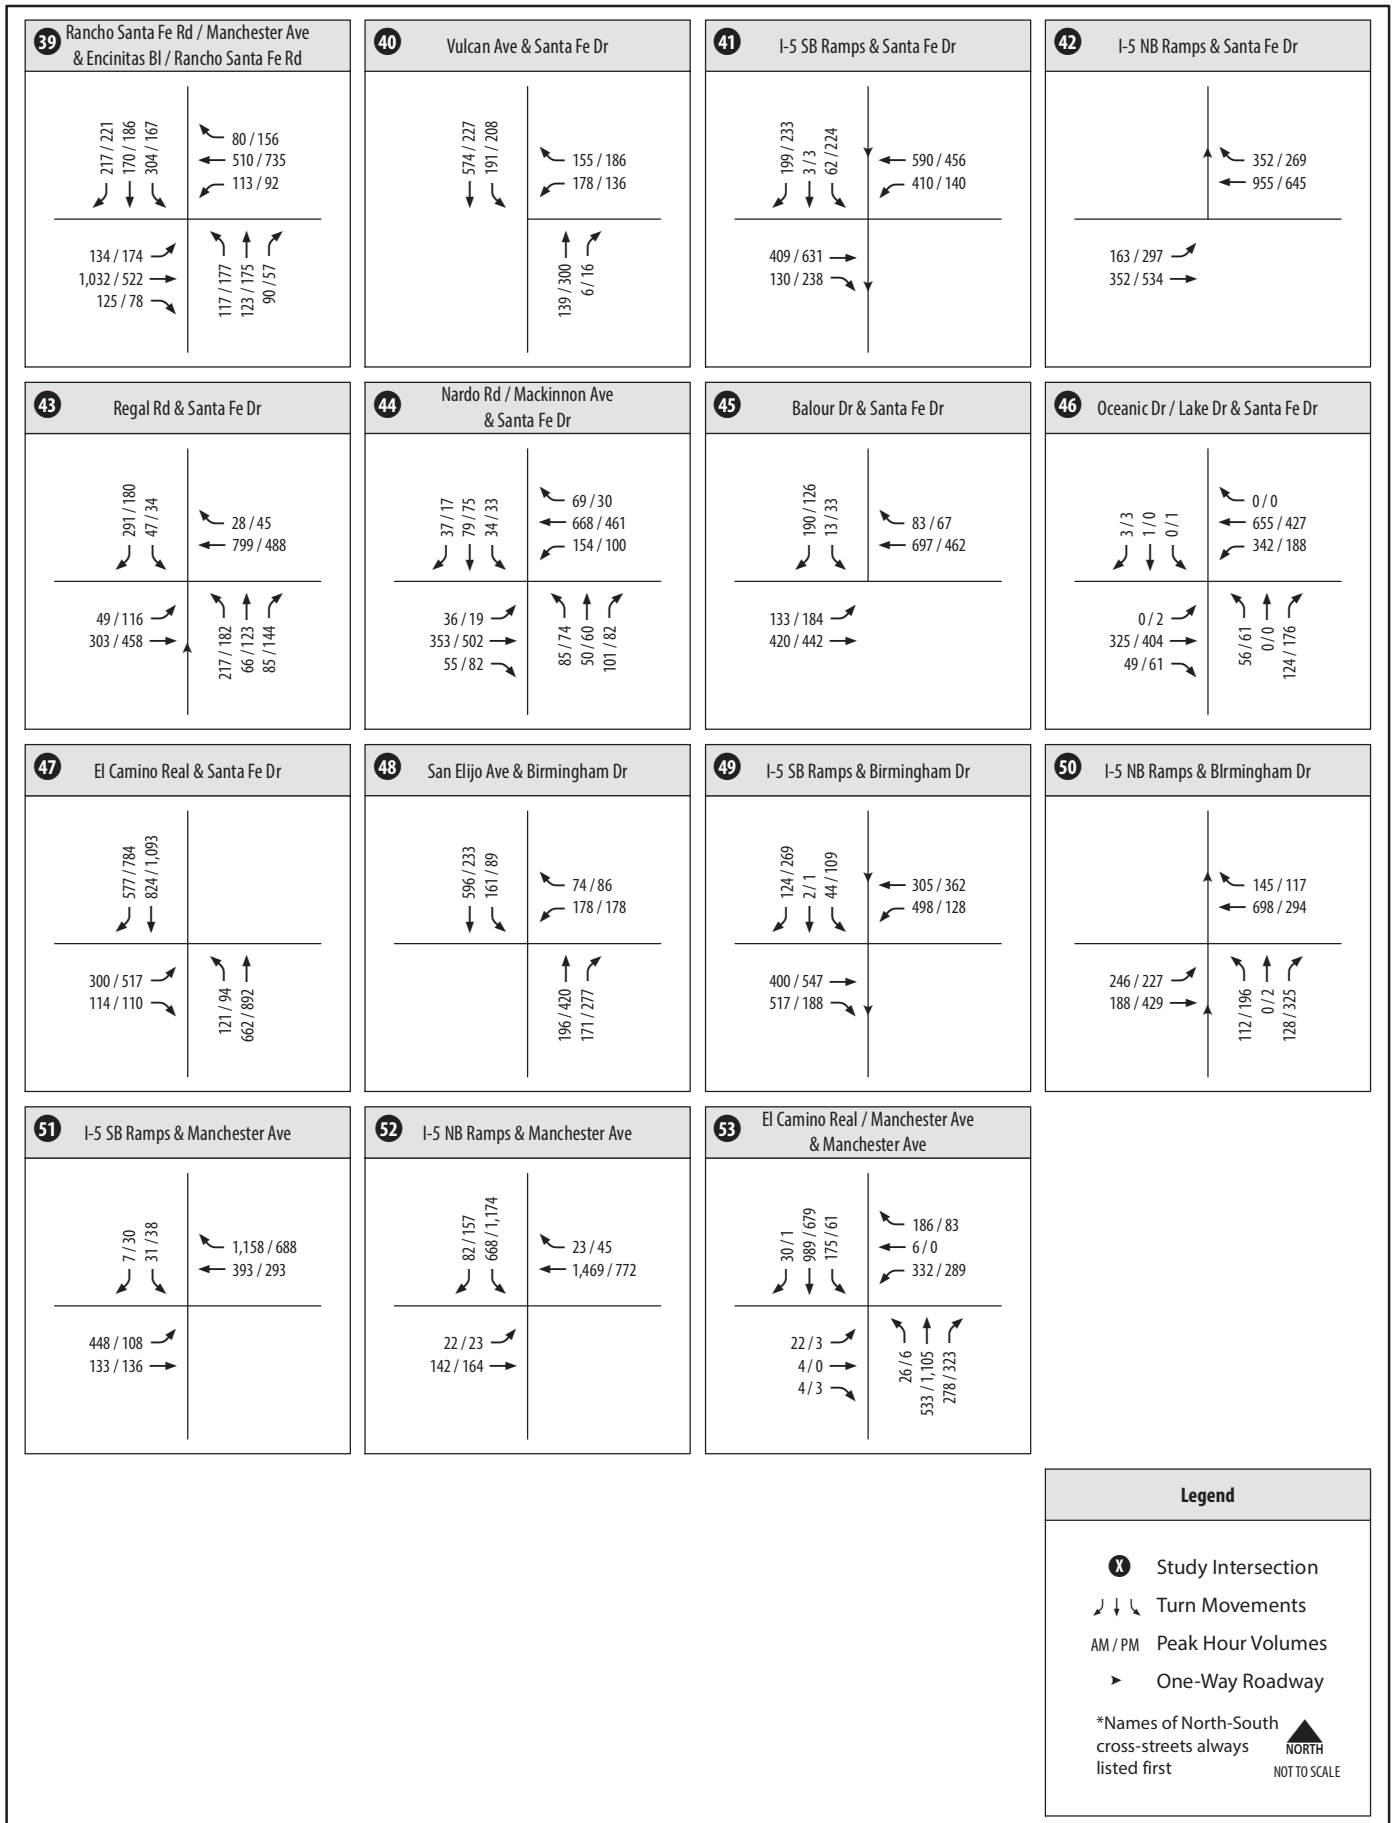 39
Rancho Santa Fe Rd / Manchester Ave
& Encinitas Bl / Rancho Santa Fe Rd
217 / 221
170 / 186
304 / 167
80 / 156
510 / 735
113 / 92
134 / 174
1,032 / 522
125 / 78
117 / 177
123 / 175
90 / 57
40
Vulcan Ave & Santa Fe Dr
574 / 227
191 / 208
155 / 186
178 / 136
139 / 300
6 / 16
41
I-5 SB Ramps & Santa Fe Dr
199 / 233
3 / 3
62 / 224
590 / 456
410 / 140
409 / 631
130 / 238
42
I-5 NB Ramps & Santa Fe Dr
352 / 269
955 / 645
163 / 297
352 / 534
43
Regal Rd & Santa Fe Dr
291 / 180
47 / 34
28 / 45
799 / 488
49 / 116
303 / 458
217 / 182
66 / 123
85 / 144
44
Nardo Rd / Mackinnon Ave
& Santa Fe Dr
37 / 17
79 / 75
34 / 33
69 / 30
668 / 461
154 / 100
36 / 19
353 / 502
55 / 82
85 / 74
50 / 60
101 / 82
45
Balour Dr & Santa Fe Dr
190 / 126
13 / 33
83 / 67
697 / 462
133 / 184
420 / 442
46
Oceanic Dr / Lake Dr & Santa Fe Dr
3 / 3
1 / 0
0 / 1
0 / 0
655 / 427
342 / 188
0 / 2
325 / 404
49 / 61
56 / 61
0 / 0
124 / 176
47
El Camino Real & Santa Fe Dr
577 / 784
824 / 1,093
300 / 517
114 / 110
121 / 94
662 / 892
48
San Elijo Ave & Birmingham Dr
596 / 233
161 / 89
74 / 86
178 / 178
196 / 420
171 / 277
49
I-5 SB Ramps & Birmingham Dr
124 / 269
2 / 1
44 / 109
305 / 362
498 / 128
400 / 547
517 / 188
50
I-5 NB Ramps & BIrmingham Dr
145 / 117
698 / 294
246 / 227
188 / 429
112 / 196
0 / 2
128 / 325
51
I-5 SB Ramps & Manchester Ave
7 / 30
31 / 38
1,158 / 688
393 / 293
448 / 108
133 / 136
52
I-5 NB Ramps & Manchester Ave
82 / 157
668 / 1,174
23 / 45
1,469 / 772
22 / 23
142 / 164
53
El Camino Real / Manchester Ave
& Manchester Ave
30 / 1
989 / 679
175 / 61
186 / 83
6 / 0
332 / 289
22 / 3
4 / 0
4 / 3
26 / 6
533 / 1,105
278 / 323
Legend
X Study Intersection
Turn Movements
AM / PM Peak Hour Volumes
One-Way Roadway
*Names of North-South
cross-streets always
listed first
NORTH
NOT TO SCALE